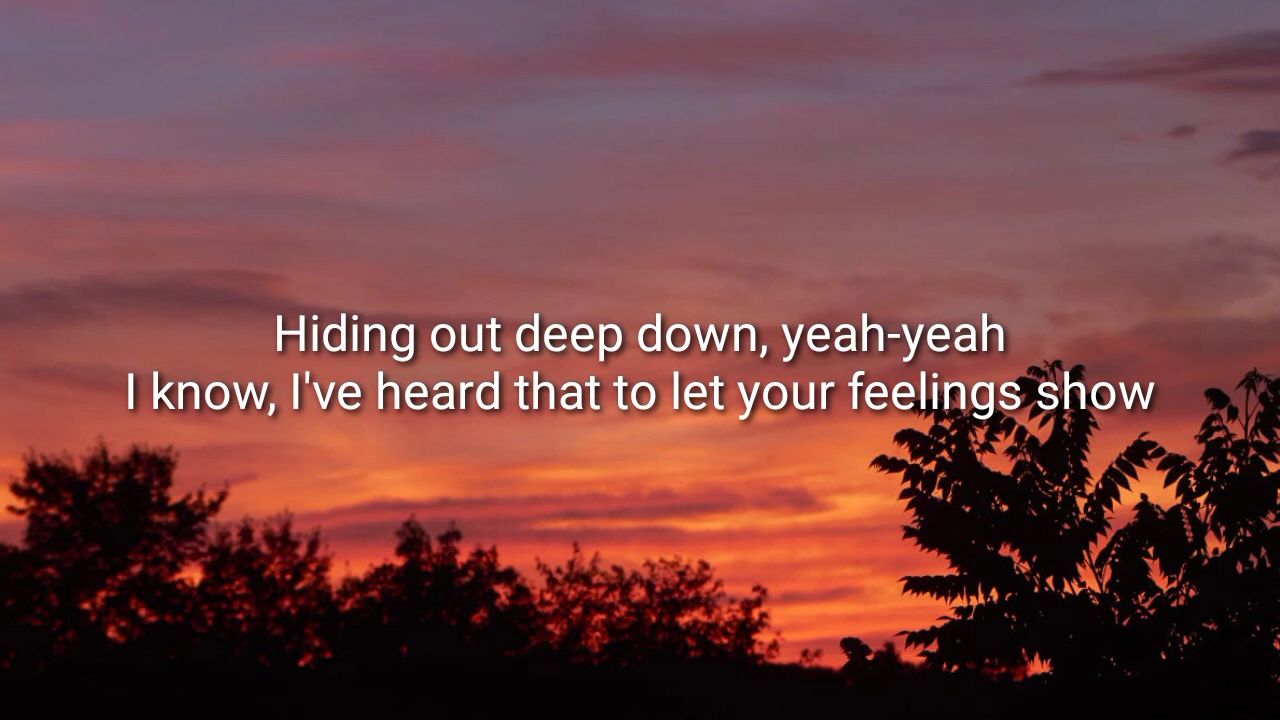 Hiding out deep down, yeah-yeah
I know, I've heard that to let your feelings show